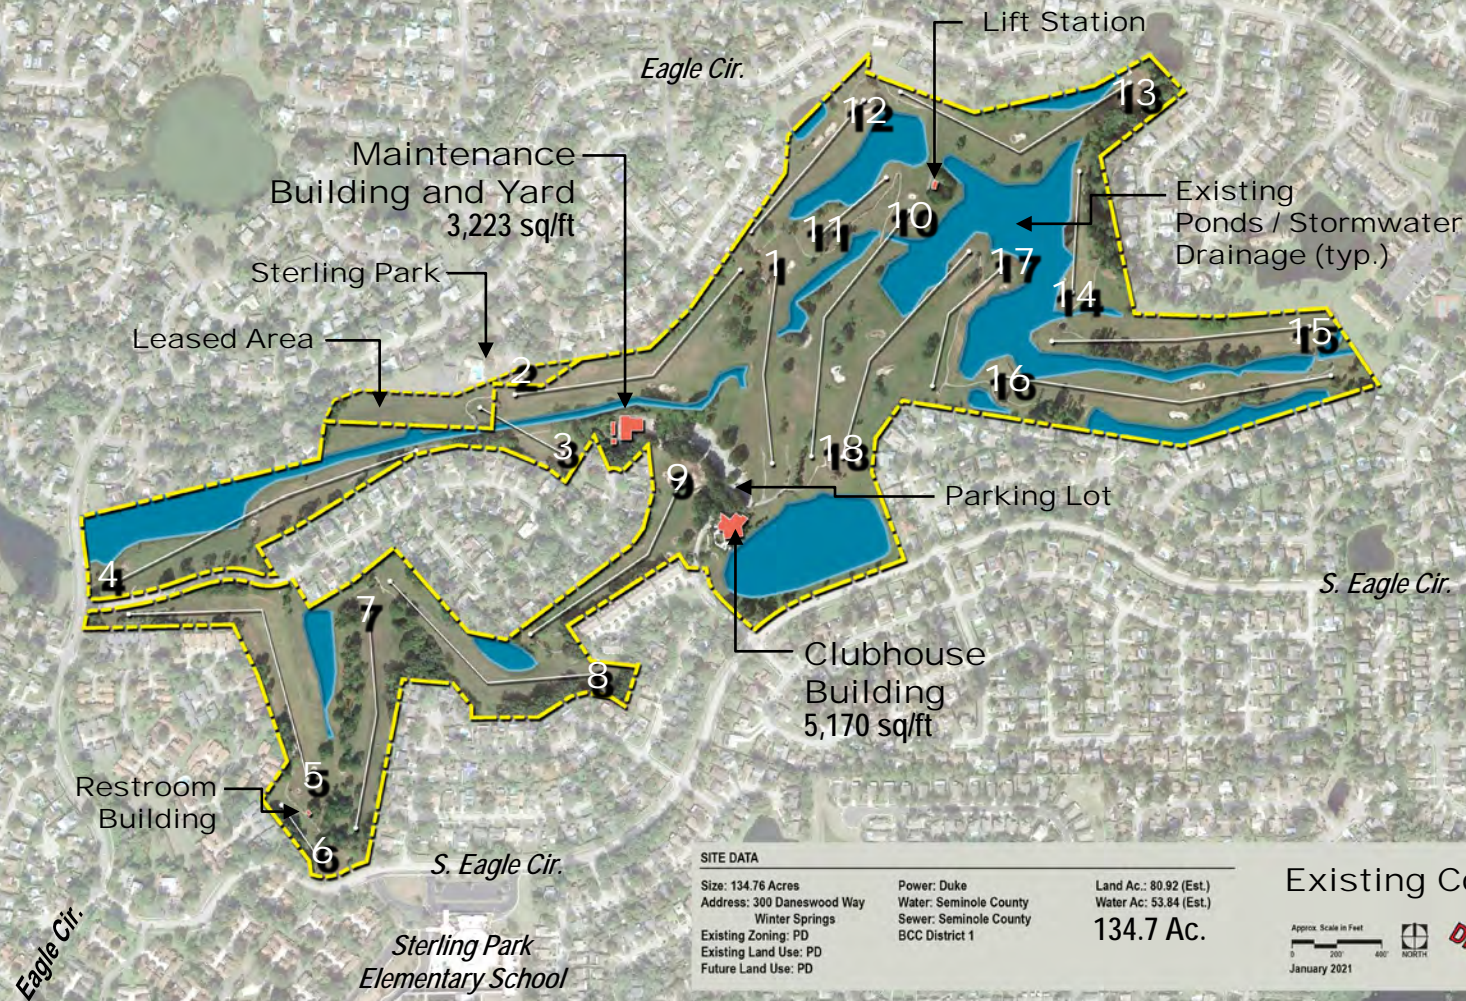 Lift Station
Eagle Cir.
13
12
Maintenance
Building and Yard
3,223 sq/ft
Existing
Ponds / Stormwater
Drainage (typ.)
10
11
Sterling Park
1
17
14
Leased Area
15
2
16
3
18
9
Parking Lot
4
S. Eagle Cir.
7
Clubhouse
Building
5,170 sq/ft
8
5
Restroom
Building
6
S. Eagle Cir.
Eagle Cir.
Sterling Park
Elementary School
SITE DATA
Size: 134.76 Acres
Address: 300 Daneswood Way
Winter Springs
Existing Zoning: PD
Existing Land Use: PD
Future Land Use: PD
Power: Duke
Water: Seminole County
Sewer: Seminole County
BCC District 1
Land Ac.: 80.92 (Est.)
Water Ac: 53.84 (Est.)
134.7 Ac.
Existing Co
Approx. Scale in Feet
0 200' 400'
NORTH
January 2021